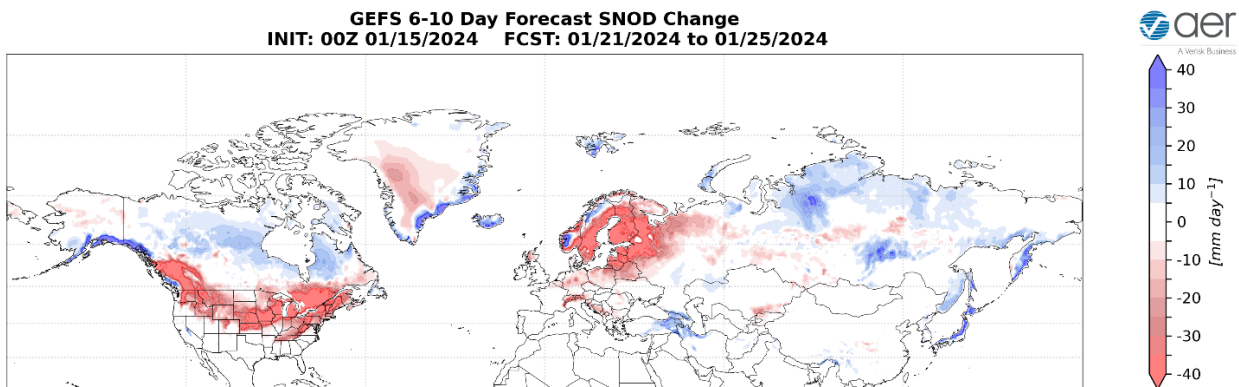 GEFS 6-10 Day Forecast SNOD Change
INIT: 00Z 01/15/2024 FCST: 01/21/2024 to 01/25/2024
aer
A Verisk Business
40
30
20
10
0
-10
-20
-30
-40
[mm day⁻¹]